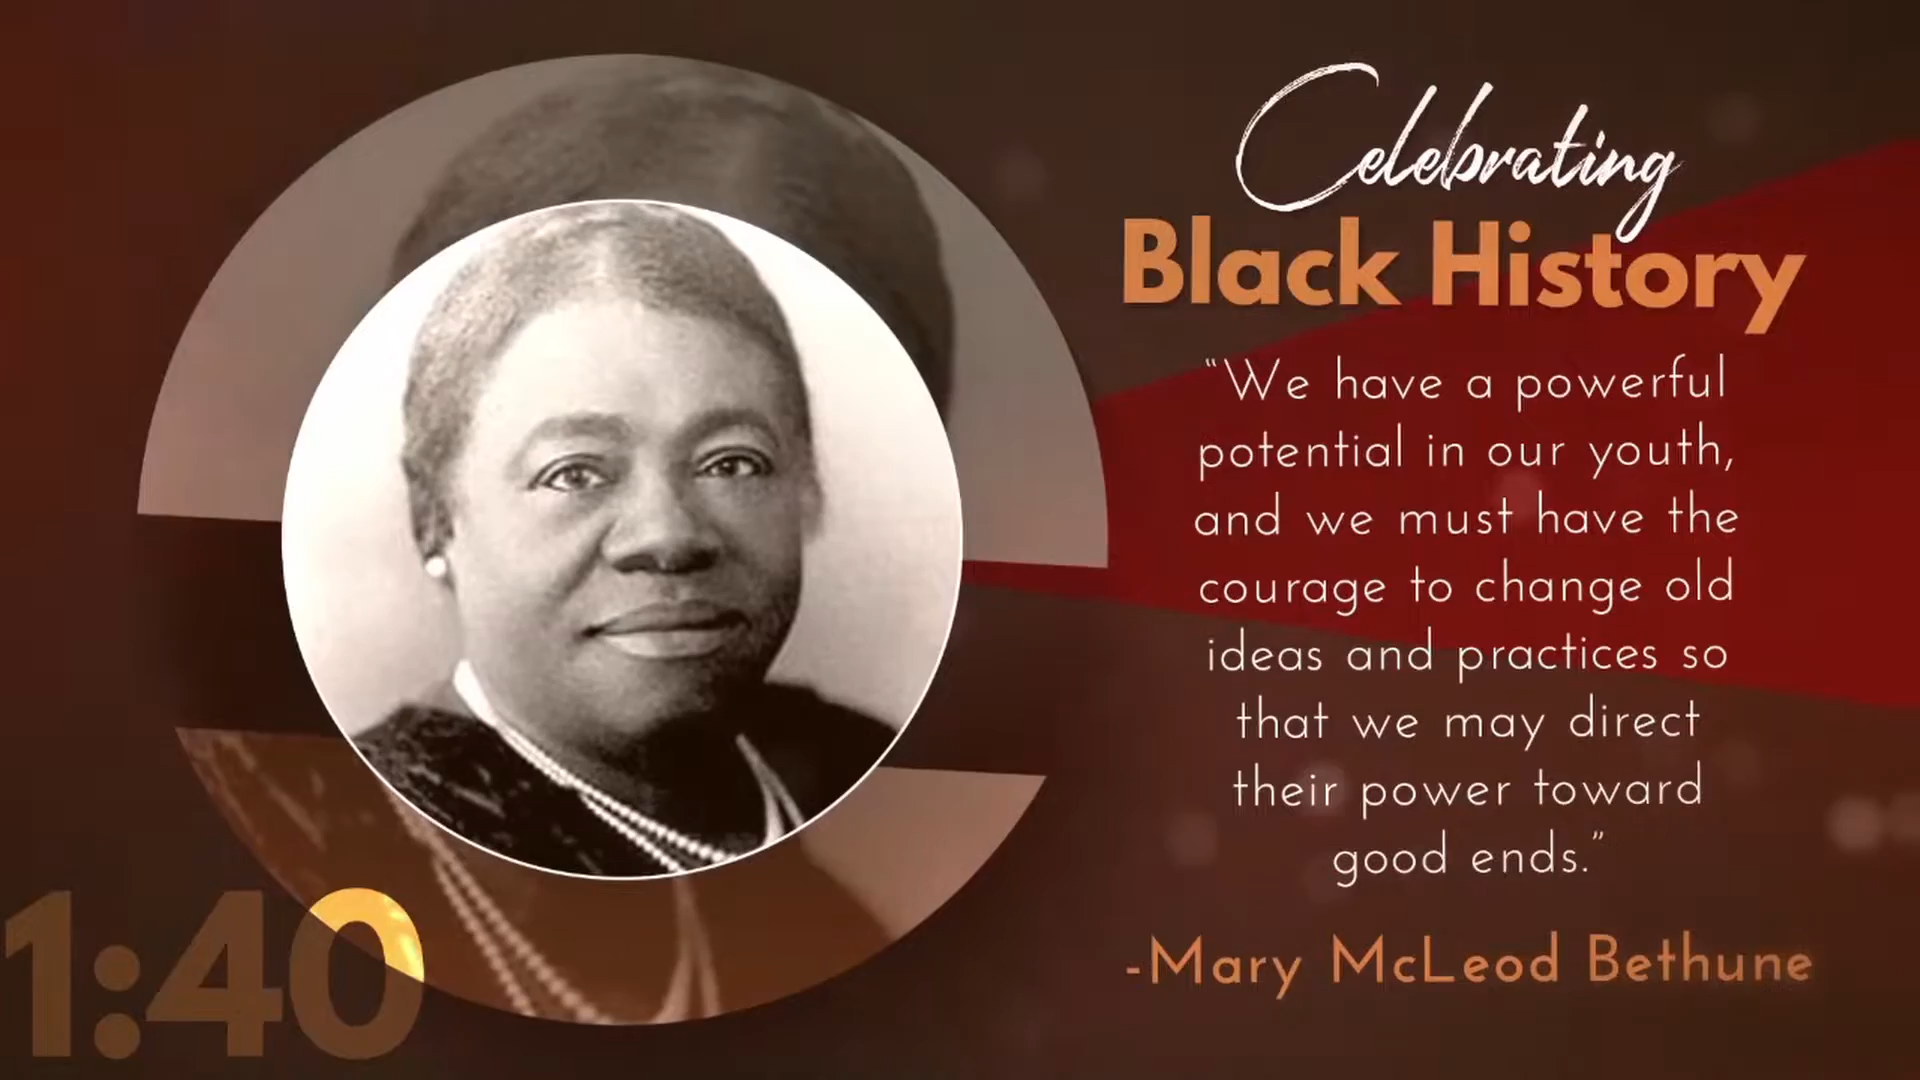 Celebrating
Black History
“We have a powerful
potential in our youth,
and we must have the
courage to change old
ideas and practices so
that we may direct
their power toward
good ends.”
-Mary McLeod Bethune
1:40